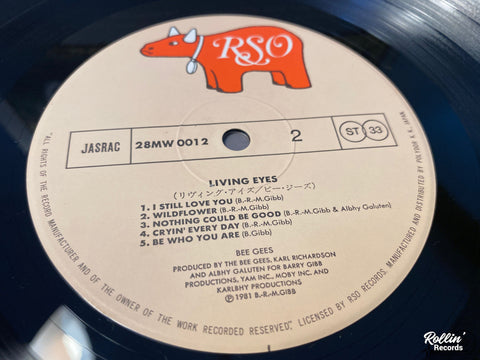 RSO
JASRAC
28MW 0012
2
ST 33
LIVING EYES
(リヴィング・アイズ/ビー・ジーズ)
1. I STILL LOVE YOU (B.-R.-M.Gibb)
2. WILDFLOWER (B.-R.-M.Gibb)
3. NOTHING COULD BE GOOD (B.-R.-M.Gibb & Albhy Galuten)
4. CRYIN' EVERY DAY (B.-R.-M.Gibb)
5. BE WHO YOU ARE (B.Gibb)
BEE GEES
PRODUCED BY THE BEE GEES, KARL RICHARDSON
AND ALBHY GALUTEN FOR BARRY GIBB
PRODUCTIONS, YAM INC., MOBY INC. AND
KARLBHY PRODUCTIONS
℗ 1981 B.-R.-M.GIBB
"ALL RIGHTS OF THE MANUFACTURER AND OF THE OWNER OF THE WORK RECORDED RESERVED", LICENSED BY RSO RECORDS. MANUFACTURED AND DISTRIBUTED BY POLYDOR K.K., JAPAN
Rollin'
Records